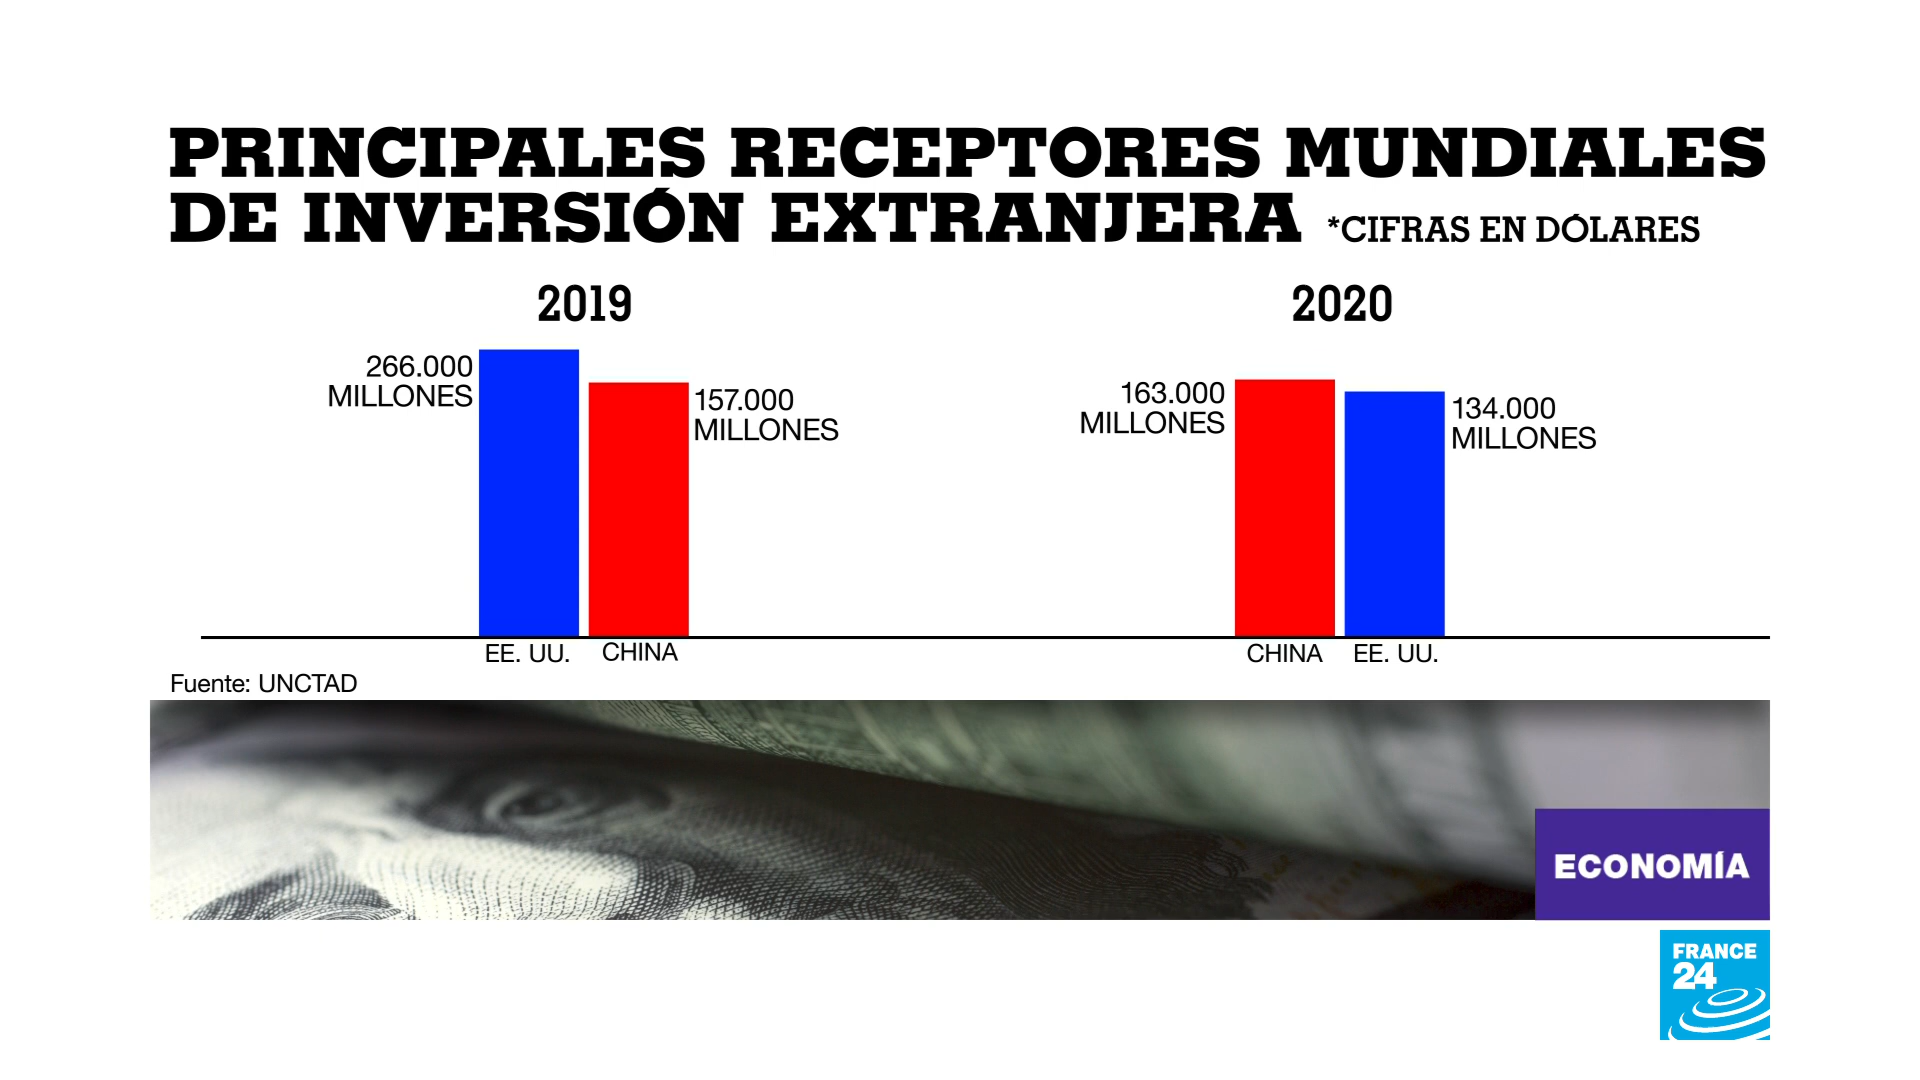 PRINCIPALES RECEPTORES MUNDIALES
DE INVERSIÓN EXTRANJERA *CIFRAS EN DÓLARES
2019
266.000
MILLONES
157.000
MILLONES
EE. UU.
CHINA
2020
163.000
MILLONES
134.000
MILLONES
CHINA
EE. UU.
Fuente: UNCTAD
ECONOMÍA
FRANCE
24